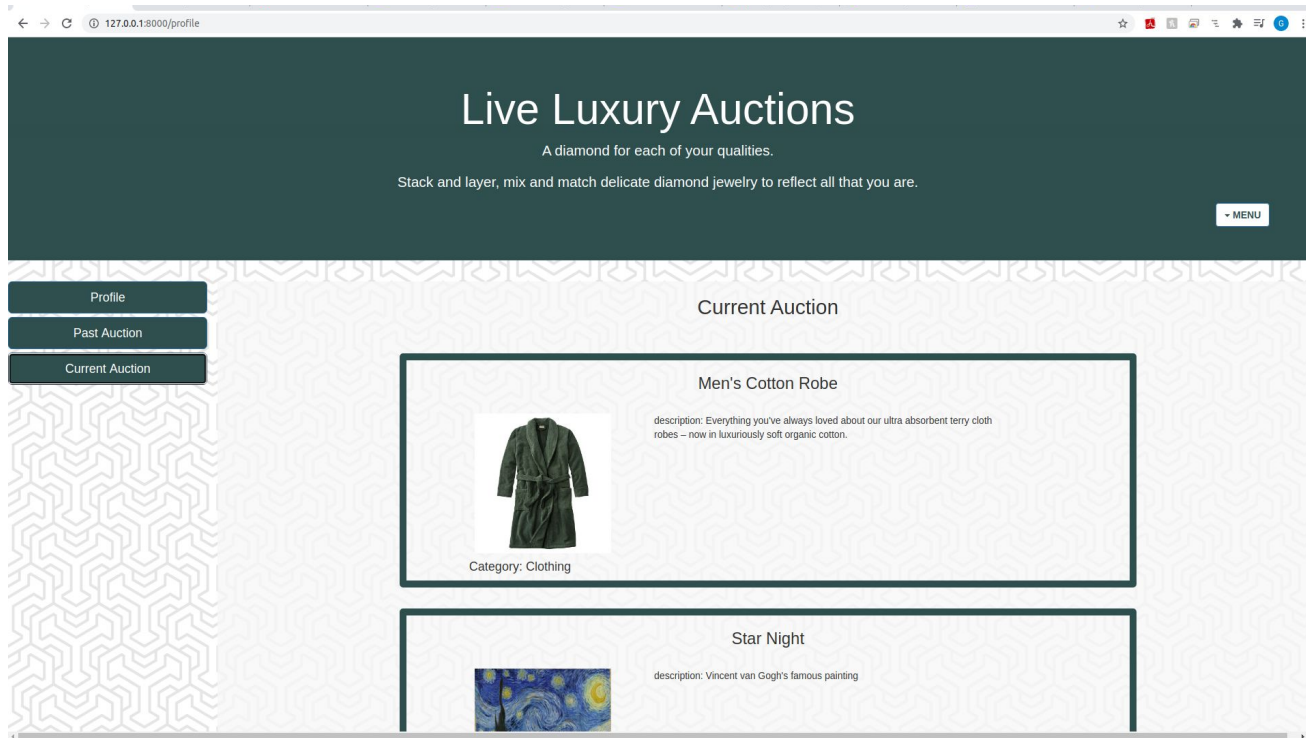 127.0.0.1:8000/profile
G
Live Luxury Auctions
A diamond for each of your qualities.
Stack and layer, mix and match delicate diamond jewelry to reflect all that you are.
MENU
Profile
Past Auction
Current Auction
Current Auction
Men's Cotton Robe
description: Everything you've always loved about our ultra absorbent terry cloth
robes – now in luxuriously soft organic cotton.
Category: Clothing
Star Night
description: Vincent van Gogh's famous painting